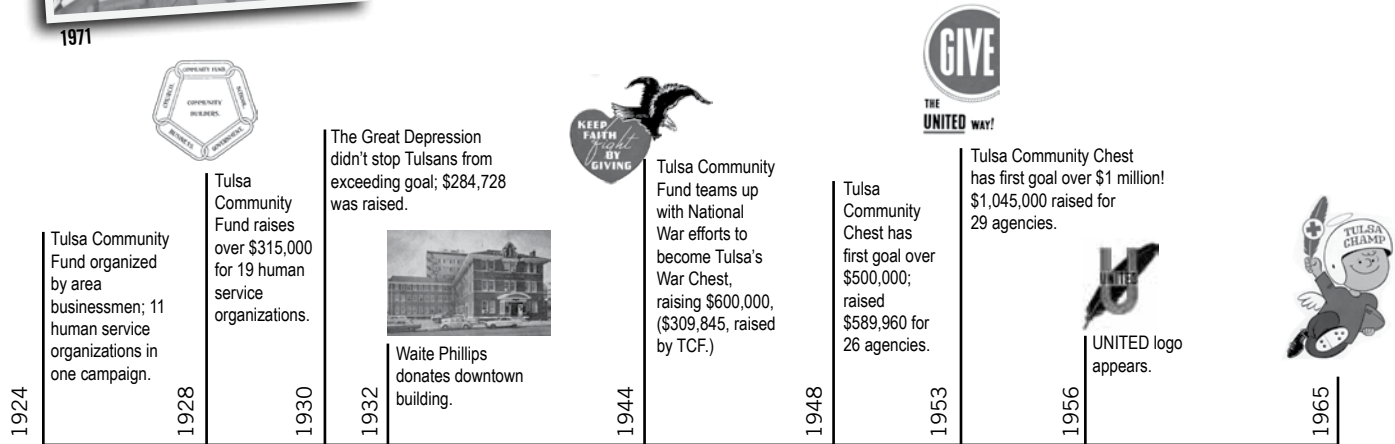 1971
COMMUNITY FUND
CHURCH
SCHOOL
COMMUNITY
BUILDERS.
BUSINESS
GOVERNMENT
1924
Tulsa Community
Fund organized
by area
businessmen; 11
human service
organizations in
one campaign.
1928
Tulsa
Community
Fund raises
over $315,000
for 19 human
service
organizations.
1930
The Great Depression
didn’t stop Tulsans from
exceeding goal; $284,728
was raised.
1932
Waite Phillips
donates downtown
building.
KEEP
FAITH
fight
BY
GIVING
1944
Tulsa Community
Fund teams up
with National
War efforts to
become Tulsa’s
War Chest,
raising $600,000,
($309,845, raised
by TCF.)
1948
Tulsa
Community
Chest has
first goal over
$500,000;
raised
$589,960 for
26 agencies.
GIVE
THE
UNITED WAY!
1953
Tulsa Community Chest
has first goal over $1 million!
$1,045,000 raised for
29 agencies.
U
UNITED
1956
UNITED logo
appears.
TULSA
CHAMP
1965